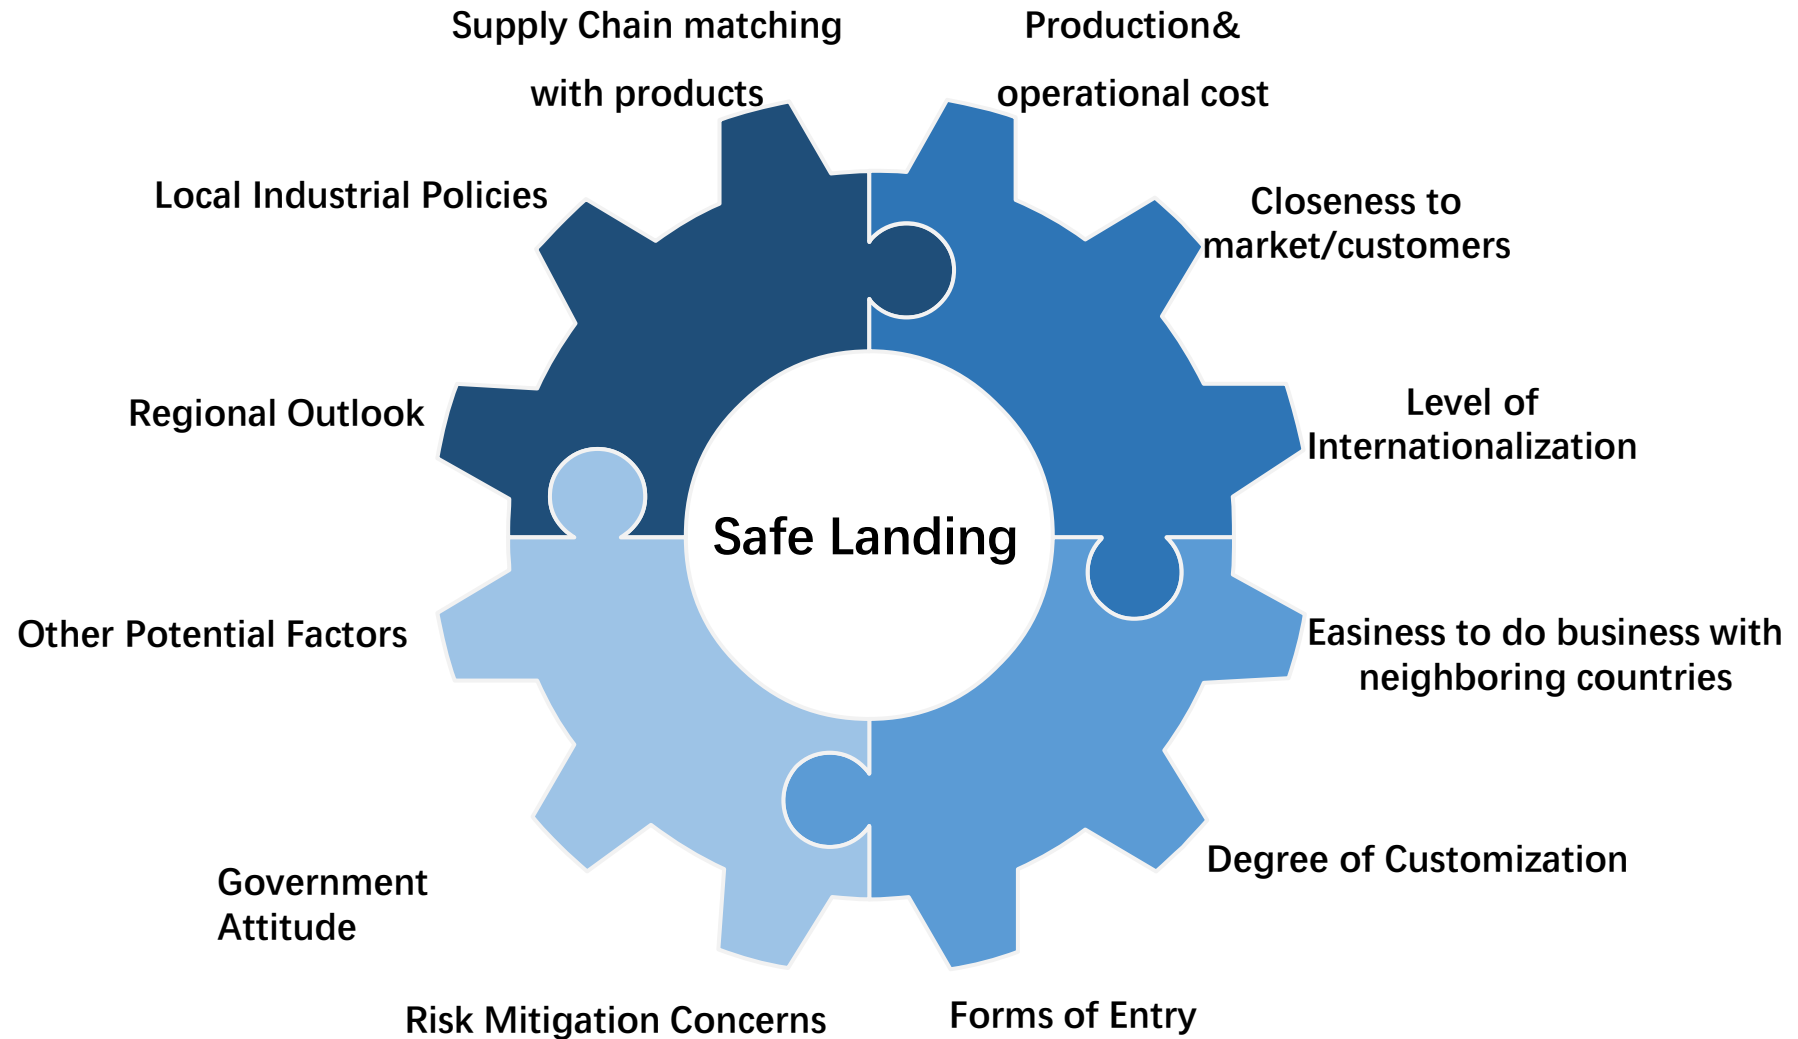 Supply Chain matching
with products
Production&
operational cost
Local Industrial Policies
Closeness to
market/customers
Regional Outlook
Level of
Internationalization
Safe Landing
Other Potential Factors
Easiness to do business with
neighboring countries
Government
Attitude
Degree of Customization
Risk Mitigation Concerns
Forms of Entry